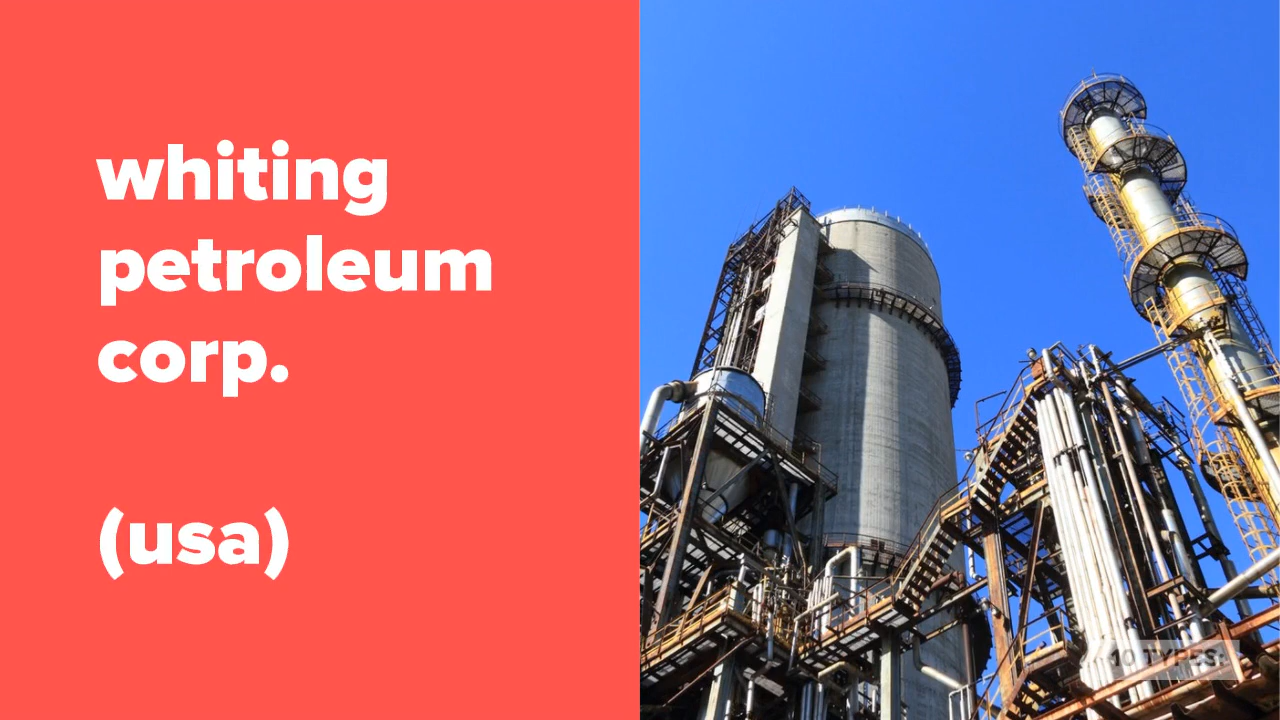 whiting
petroleum
corp.
(usa)
10 TYPES